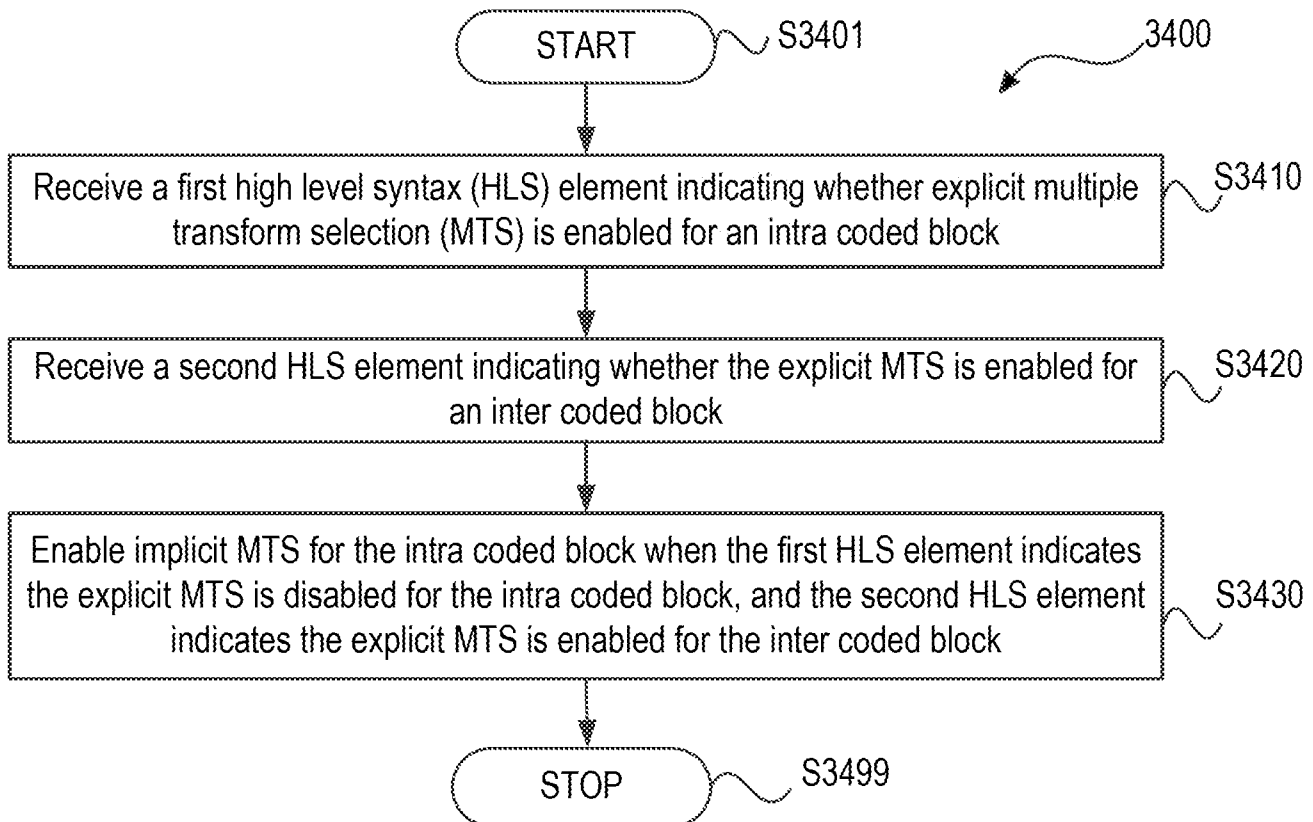 START
S3401
3400
Receive a first high level syntax (HLS) element indicating whether explicit multiple
transform selection (MTS) is enabled for an intra coded block
S3410
Receive a second HLS element indicating whether the explicit MTS is enabled for
an inter coded block
S3420
Enable implicit MTS for the intra coded block when the first HLS element indicates
the explicit MTS is disabled for the intra coded block, and the second HLS element
indicates the explicit MTS is enabled for the inter coded block
S3430
STOP
S3499